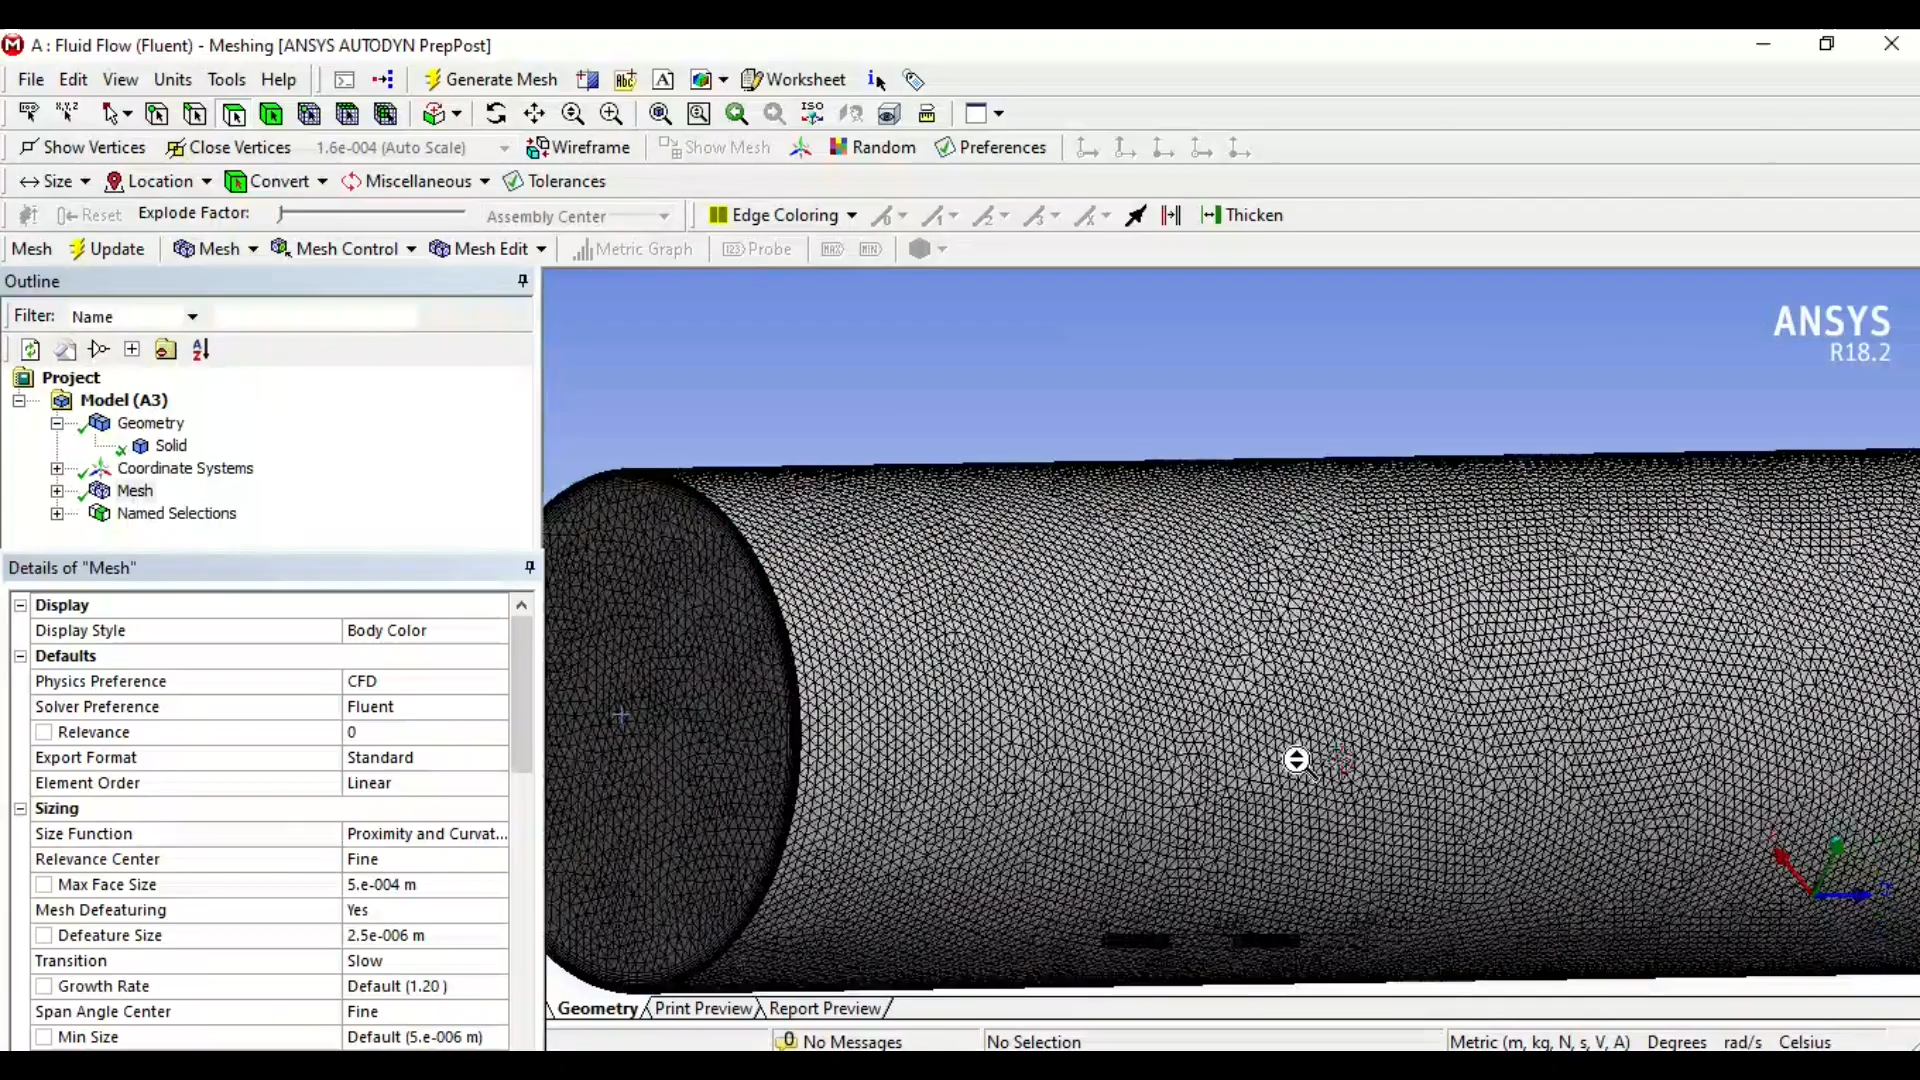 A : Fluid Flow (Fluent) - Meshing [ANSYS AUTODYN PrepPost]
File Edit View Units Tools Help Generate Mesh Worksheet
Show Vertices Close Vertices 1.6e-004 (Auto Scale) Wireframe Show Mesh Random Preferences
Size Location Convert Miscellaneous Tolerances
Reset Explode Factor: Assembly Center Edge Coloring Thicken
Mesh Update Mesh Mesh Control Mesh Edit Metric Graph Probe MAX MIN
Outline
Filter: Name
Project
Model (A3)
Geometry
Solid
Coordinate Systems
Mesh
Named Selections
Details of "Mesh"
Display
Display Style Body Color
Defaults
Physics Preference CFD
Solver Preference Fluent
Relevance 0
Export Format Standard
Element Order Linear
Sizing
Size Function Proximity and Curvat...
Relevance Center Fine
Max Face Size 5.e-004 m
Mesh Defeaturing Yes
Defeature Size 2.5e-006 m
Transition Slow
Growth Rate Default (1.20 )
Span Angle Center Fine
Min Size Default (5.e-006 m)
ANSYS
R18.2
Geometry Print Preview Report Preview
No Messages No Selection Metric (m, kg, N, s, V, A) Degrees rad/s Celsius